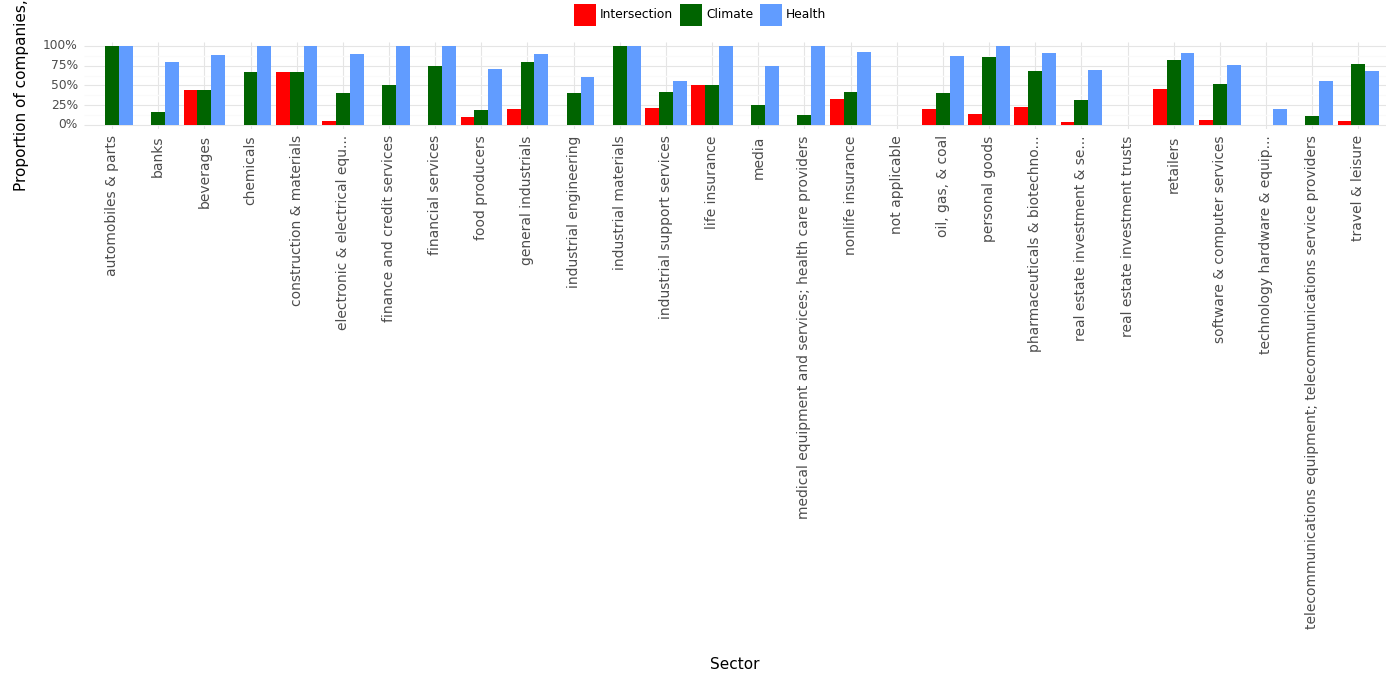 Intersection Climate Health
Proportion of companies,
100%
75%
50%
25%
0%
automobiles & parts
banks
beverages
chemicals
construction & materials
electronic & electrical equ...
finance and credit services
financial services
food producers
general industrials
industrial engineering
industrial materials
industrial support services
life insurance
media
medical equipment and services; health care providers
nonlife insurance
not applicable
oil, gas, & coal
personal goods
pharmaceuticals & biotechno...
real estate investment & se...
real estate investment trusts
retailers
software & computer services
technology hardware & equip...
telecommunications equipment; telecommunications service providers
travel & leisure
Sector